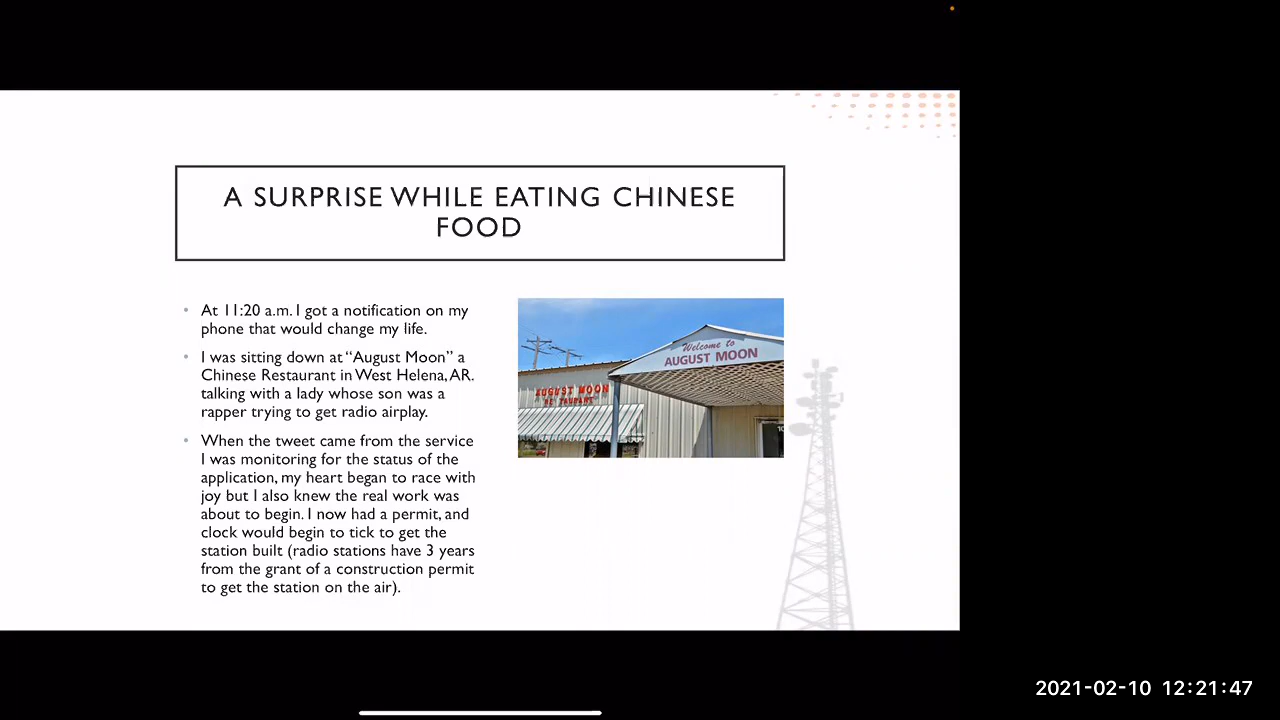 A SURPRISE WHILE EATING CHINESE
FOOD
At 11:20 a.m. I got a notification on my
phone that would change my life.
I was sitting down at “August Moon” a
Chinese Restaurant in West Helena, AR.
talking with a lady whose son was a
rapper trying to get radio airplay.
When the tweet came from the service
I was monitoring for the status of the
application, my heart began to race with
joy but I also knew the real work was
about to begin. I now had a permit, and
clock would begin to tick to get the
station built (radio stations have 3 years
from the grant of a construction permit
to get the station on the air).
Welcome to
AUGUST MOON
AUGUST MOON
2021-02-10 12:21:47